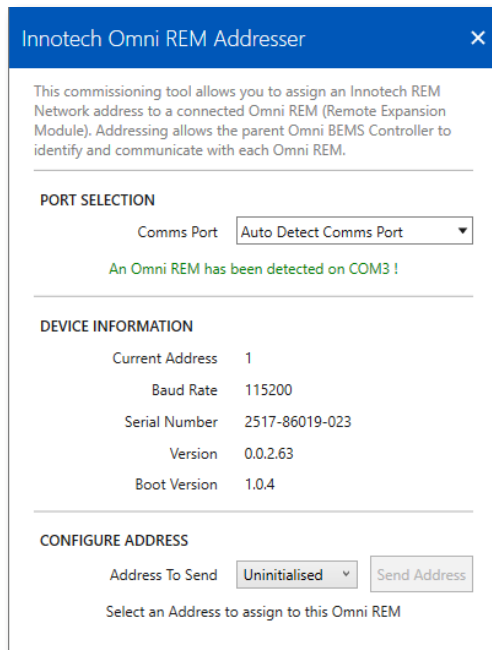 Innotech Omni REM Addresser
This commissioning tool allows you to assign an Innotech REM
Network address to a connected Omni REM (Remote Expansion
Module). Addressing allows the parent Omni BEMS Controller to
identify and communicate with each Omni REM.
PORT SELECTION
Comms Port Auto Detect Comms Port
An Omni REM has been detected on COM3 !
DEVICE INFORMATION
Current Address 1
Baud Rate 115200
Serial Number 2517-86019-023
Version 0.0.2.63
Boot Version 1.0.4
CONFIGURE ADDRESS
Address To Send Uninitialised Send Address
Select an Address to assign to this Omni REM